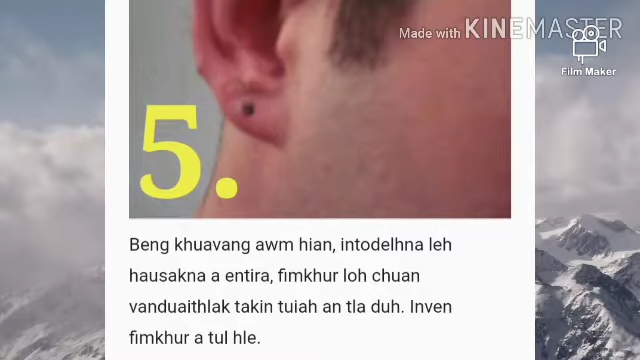 Made with KINEMASTER
Film Maker
5.
Beng khuavang awm hian, intodelhna leh
hausakna a entira, fimkhur loh chuan
vanduaithlak takin tuiah an tla duh. Inven
fimkhur a tul hle.